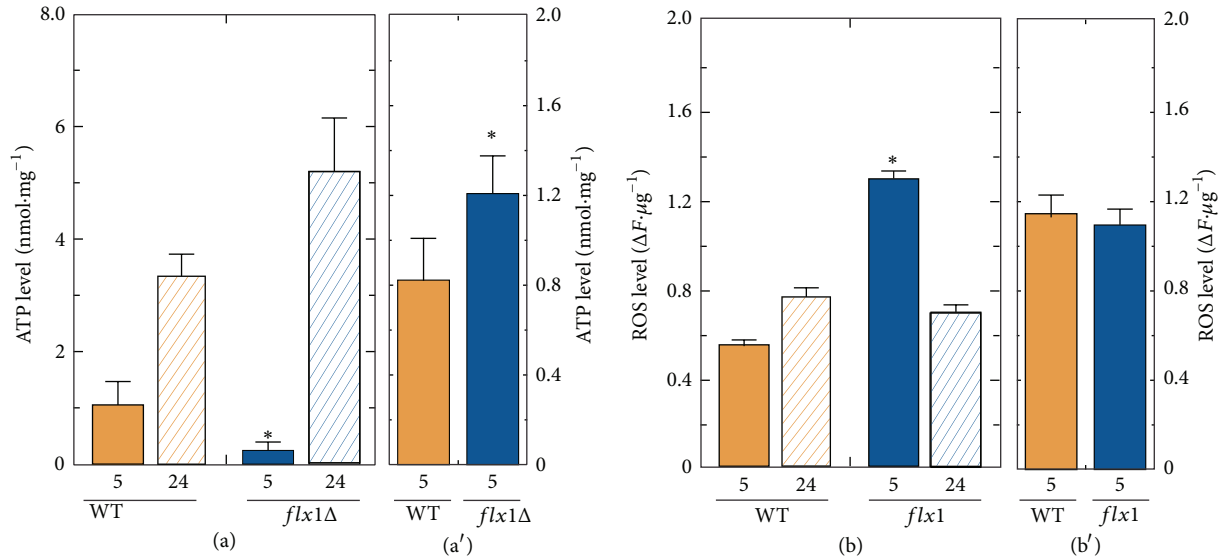 8.0
6
4
2
0
ATP level (nmol·mg⁻¹)
5
24
5
24
WT
flx1Δ
(a)
2.0
1.6
1.2
0.8
0.4
0
ATP level (nmol·mg⁻¹)
*
*
5
5
WT
flx1Δ
(a′)
2.0
1.6
1.2
0.8
0.4
0
ROS level (ΔF·μg⁻¹)
*
5
24
5
24
WT
flx1
(b)
2.0
1.6
1.2
0.8
0.4
0
ROS level (ΔF·μg⁻¹)
5
5
WT
flx1
(b′)